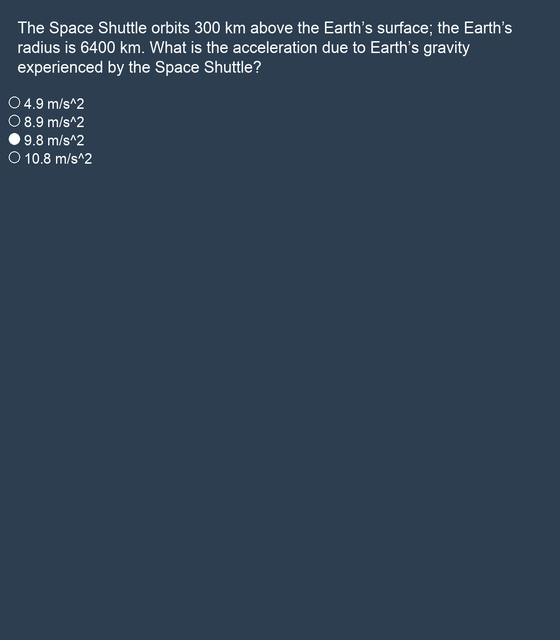 The Space Shuttle orbits 300 km above the Earth’s surface; the Earth’s
radius is 6400 km. What is the acceleration due to Earth’s gravity
experienced by the Space Shuttle?
4.9 m/s^2
8.9 m/s^2
9.8 m/s^2
10.8 m/s^2